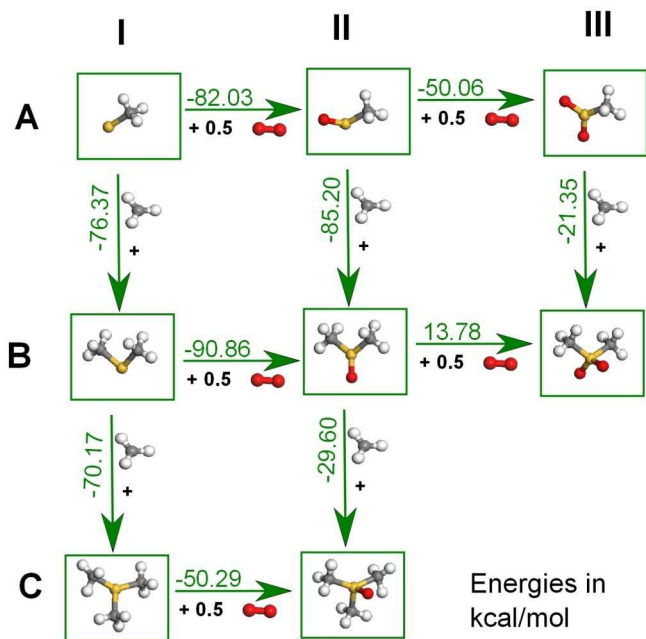 I II III
A -82.03 + 0.5 -50.06 + 0.5
-76.37 + -85.20 + -21.35 +
B -90.86 + 0.5 13.78 + 0.5
-70.17 + -29.60 +
C -50.29 + 0.5
Energies in
kcal/mol